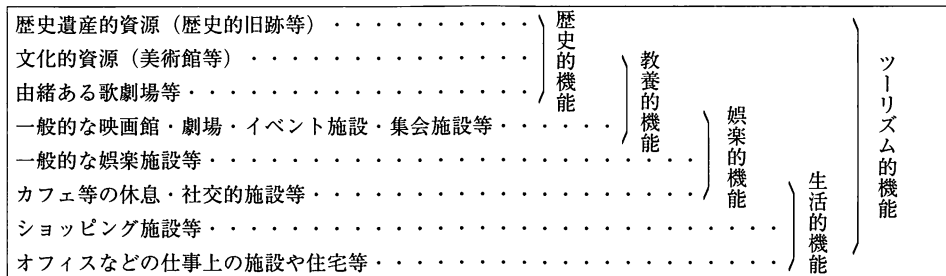 歴史遺産的資源（歴史的旧跡等）・・・・・・・・・・・
文化的資源（美術館等）・・・・・・・・・・・・・・・
由緒ある歌劇場等・・・・・・・・・・・・・・・・・・
一般的な映画館・劇場・イベント施設・集会施設等・・・・・・
一般的な娯楽施設等・・・・・・・・・・・・・・・・・・・・・・・・
カフェ等の休息・社交的施設等・・・・・・・・・・・・・・・・・・・
ショッピング施設等・・・・・・・・・・・・・・・・・・・・・・・・・・・・
オフィスなどの仕事上の施設や住宅等・・・・・・・・・・・・・・・・・・・・
歴史的機能
教養的機能
娯楽的機能
生活的機能
ツーリズム的機能